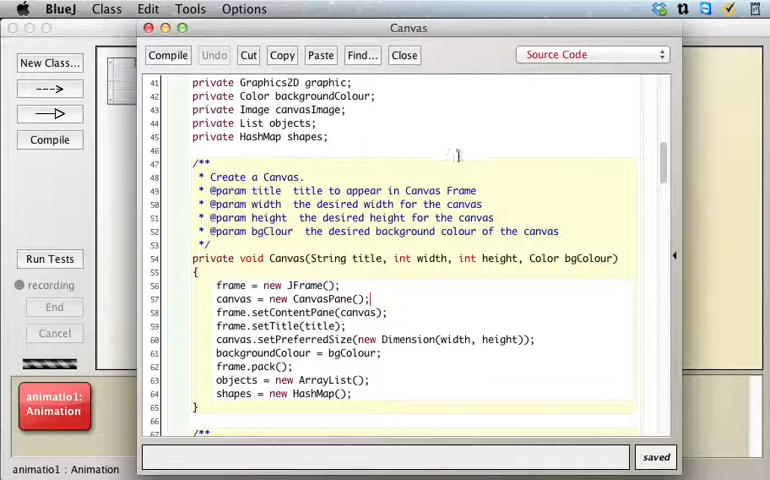 BlueJ Class Edit Tools Options
Canvas
Compile Undo Cut Copy Paste Find... Close Source Code
New Class...
Compile
Run Tests
recording
End
Cancel
41 private Graphics2D graphic;
42 private Color backgroundColour;
43 private Image canvasImage;
44 private List objects;
45 private HashMap shapes;
46
47 /**
48 * Create a Canvas.
49 * @param title title to appear in Canvas Frame
50 * @param width the desired width for the canvas
51 * @param height the desired height for the canvas
52 * @param bgClour the desired background colour of the canvas
53 */
54 private void Canvas(String title, int width, int height, Color bgColour)
55 {
56 frame = new JFrame();
57 canvas = new CanvasPane();
58 frame.setContentPane(canvas);
59 frame.setTitle(title);
60 canvas.setPreferredSize(new Dimension(width, height));
61 backgroundColour = bgColour;
62 frame.pack();
63 objects = new ArrayList();
64 shapes = new HashMap();
65 }
66
67 /**
saved
animatio1:
Animation
animatio1 : Animation